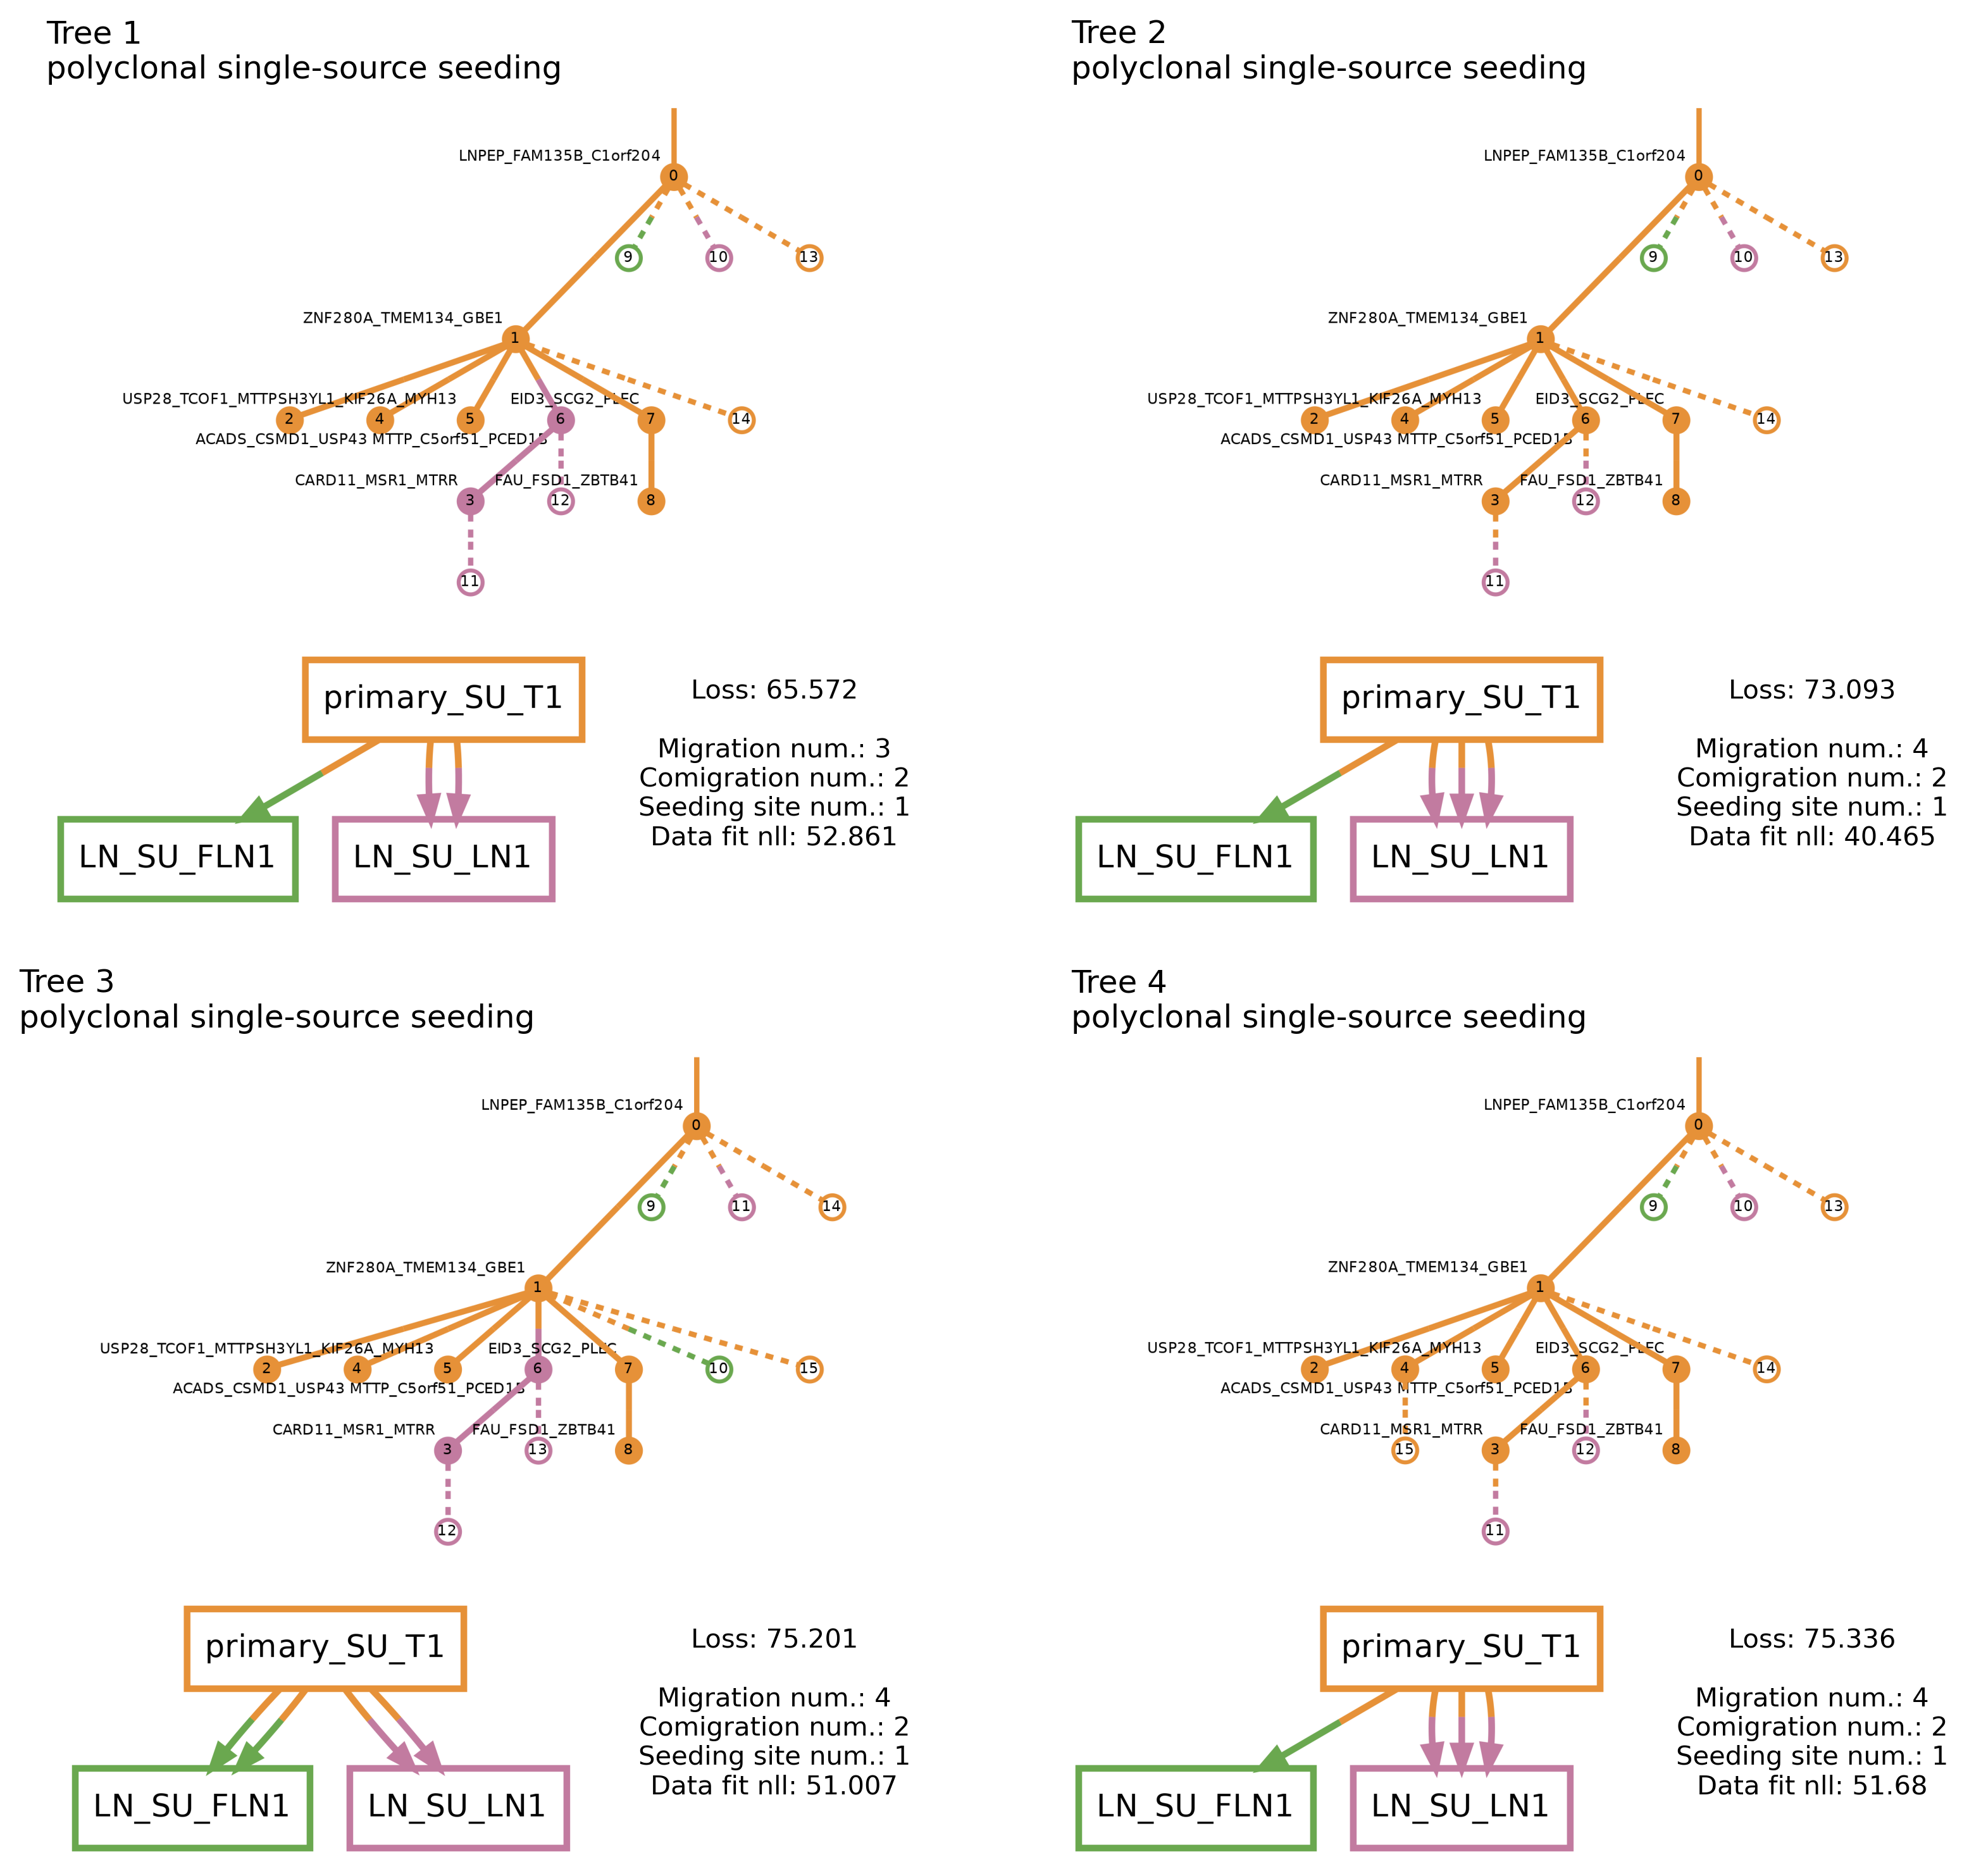 Tree 1
polyclonal single-source seeding
LNPEP_FAM135B_C1orf204
0
9
10
13
ZNF280A_TMEM134_GBE1
1
USP28_TCOF1_MTTP
SH3YL1_KIF26A_MYH13
EID3_SCG2_PLEC
2
4
5
6
7
14
ACADS_CSMD1_USP43
MTTP_C5orf51_PCED1B
CARD11_MSR1_MTRR
FAU_FSD1_ZBTB41
3
12
8
11
primary_SU_T1
LN_SU_FLN1
LN_SU_LN1
Loss: 65.572
Migration num.: 3
Comigration num.: 2
Seeding site num.: 1
Data fit nll: 52.861
Tree 2
polyclonal single-source seeding
LNPEP_FAM135B_C1orf204
0
9
10
13
ZNF280A_TMEM134_GBE1
1
USP28_TCOF1_MTTP
SH3YL1_KIF26A_MYH13
EID3_SCG2_PLEC
2
4
5
6
7
14
ACADS_CSMD1_USP43
MTTP_C5orf51_PCED1B
CARD11_MSR1_MTRR
FAU_FSD1_ZBTB41
3
12
8
11
primary_SU_T1
LN_SU_FLN1
LN_SU_LN1
Loss: 73.093
Migration num.: 4
Comigration num.: 2
Seeding site num.: 1
Data fit nll: 40.465
Tree 3
polyclonal single-source seeding
LNPEP_FAM135B_C1orf204
0
9
11
14
ZNF280A_TMEM134_GBE1
1
USP28_TCOF1_MTTP
SH3YL1_KIF26A_MYH13
EID3_SCG2_PLEC
2
4
5
6
7
10
15
ACADS_CSMD1_USP43
MTTP_C5orf51_PCED1B
CARD11_MSR1_MTRR
FAU_FSD1_ZBTB41
3
13
8
12
primary_SU_T1
LN_SU_FLN1
LN_SU_LN1
Loss: 75.201
Migration num.: 4
Comigration num.: 2
Seeding site num.: 1
Data fit nll: 51.007
Tree 4
polyclonal single-source seeding
LNPEP_FAM135B_C1orf204
0
9
10
13
ZNF280A_TMEM134_GBE1
1
USP28_TCOF1_MTTP
SH3YL1_KIF26A_MYH13
EID3_SCG2_PLEC
2
4
5
6
7
14
ACADS_CSMD1_USP43
MTTP_C5orf51_PCED1B
CARD11_MSR1_MTRR
FAU_FSD1_ZBTB41
15
3
12
8
11
primary_SU_T1
LN_SU_FLN1
LN_SU_LN1
Loss: 75.336
Migration num.: 4
Comigration num.: 2
Seeding site num.: 1
Data fit nll: 51.68